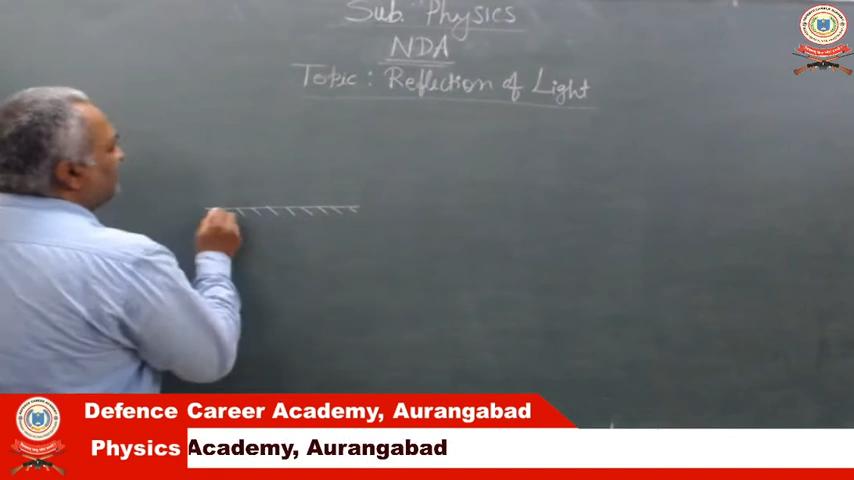 Sub. Physics
NDA
Topic : Reflection of Light
Defence Career Academy, Aurangabad
Physics Academy, Aurangabad